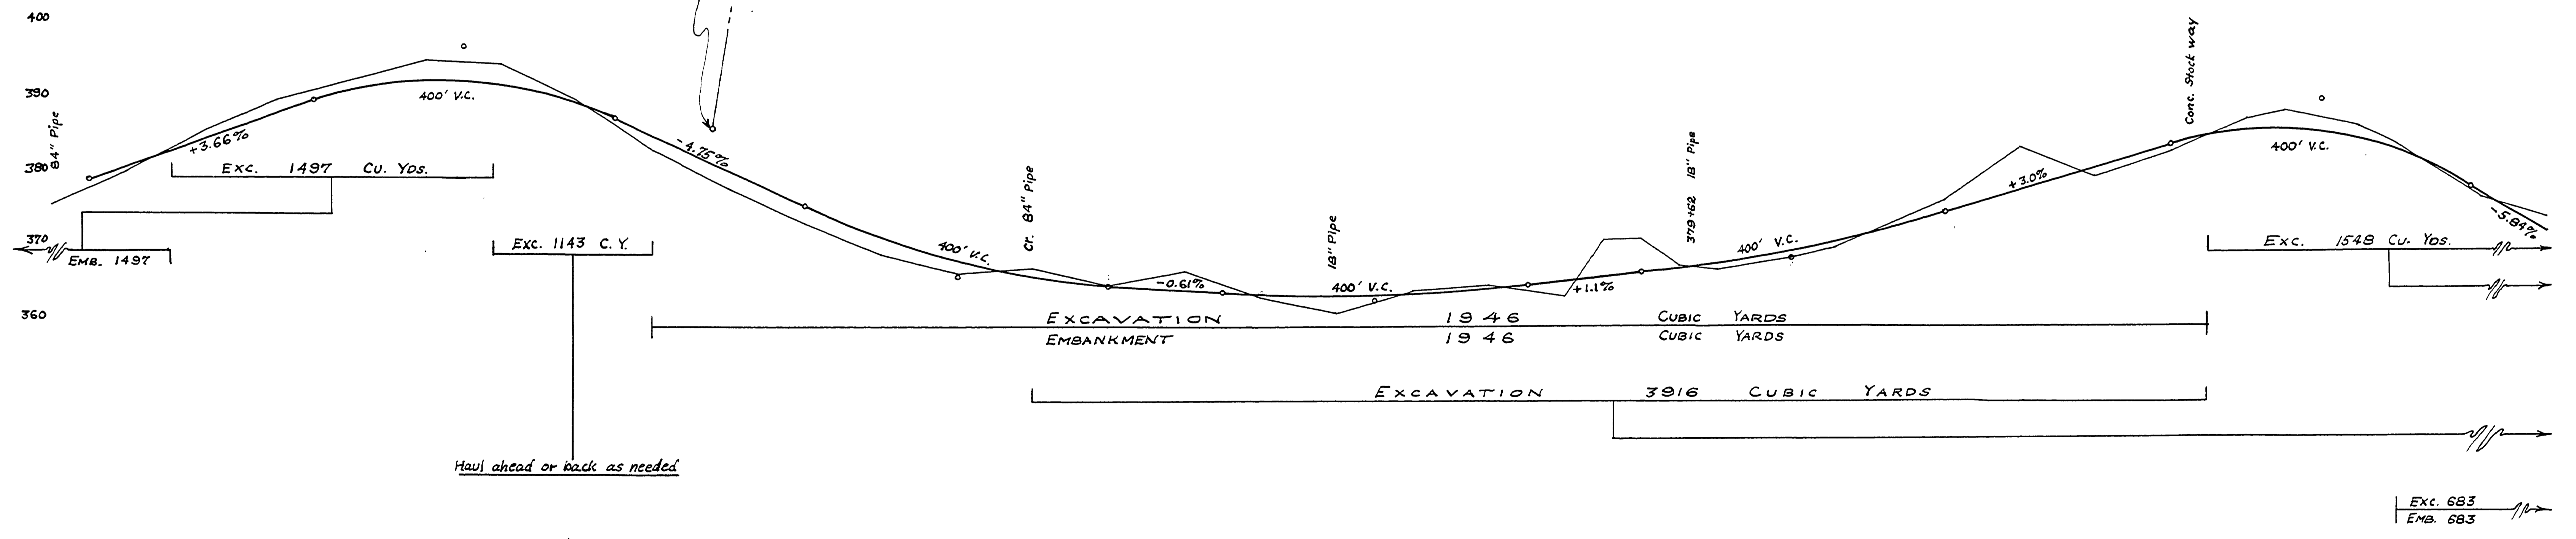 400
390
380
370
360
84" Pipe
+3.66%
400' V.C.
Exc. 1497 Cu. Yds.
Emb. 1497
-4.75%
Exc. 1143 C.Y.
Haul ahead or back as needed
400' V.C.
Cr. 84" Pipe
-0.61%
18" Pipe
400' V.C.
+1.1%
379+62 18" Pipe
400' V.C.
+3.0%
Conc. Stock way
400' V.C.
-5.84%
Exc. 1548 Cu. Yds.
EXCAVATION 1946 CUBIC YARDS
EMBANKMENT 1946 CUBIC YARDS
EXCAVATION 3916 CUBIC YARDS
Exc. 683
Emb. 683